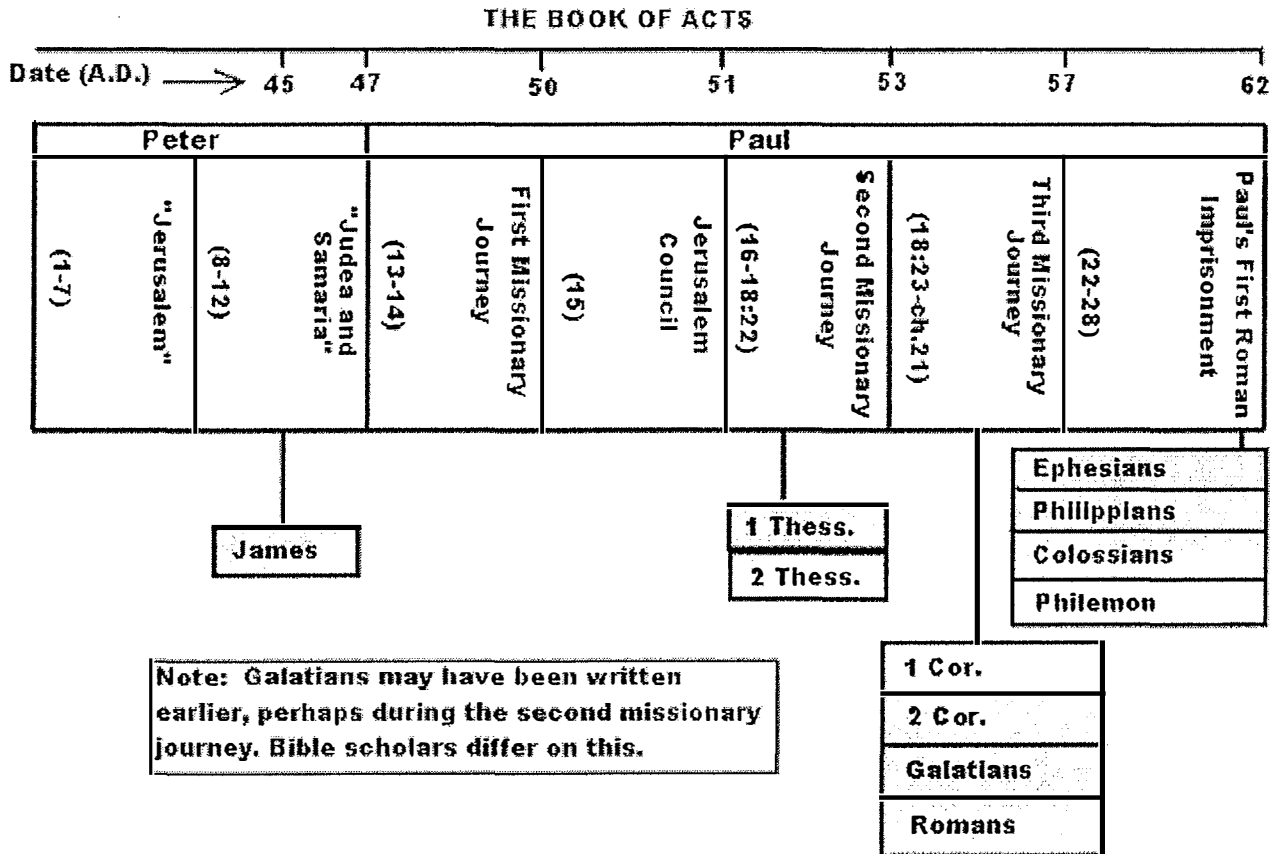 THE BOOK OF ACTS
Date (A.D.)
45
47
50
51
53
57
62
Peter
Paul
"Jerusalem"
(1-7)
"Judea and
Samaria"
(8-12)
First Missionary
Journey
(13-14)
Jerusalem
Council
(15)
Second Missionary
Journey
(16-18:22)
Third Missionary
Journey
(18:23-ch.21)
Paul's First Roman
Imprisonment
(22-28)
James
1 Thess.
2 Thess.
Ephesians
Philippians
Colossians
Philemon
1 Cor.
2 Cor.
Galatians
Romans
Note: Galatians may have been written
earlier, perhaps during the second missionary
journey. Bible scholars differ on this.